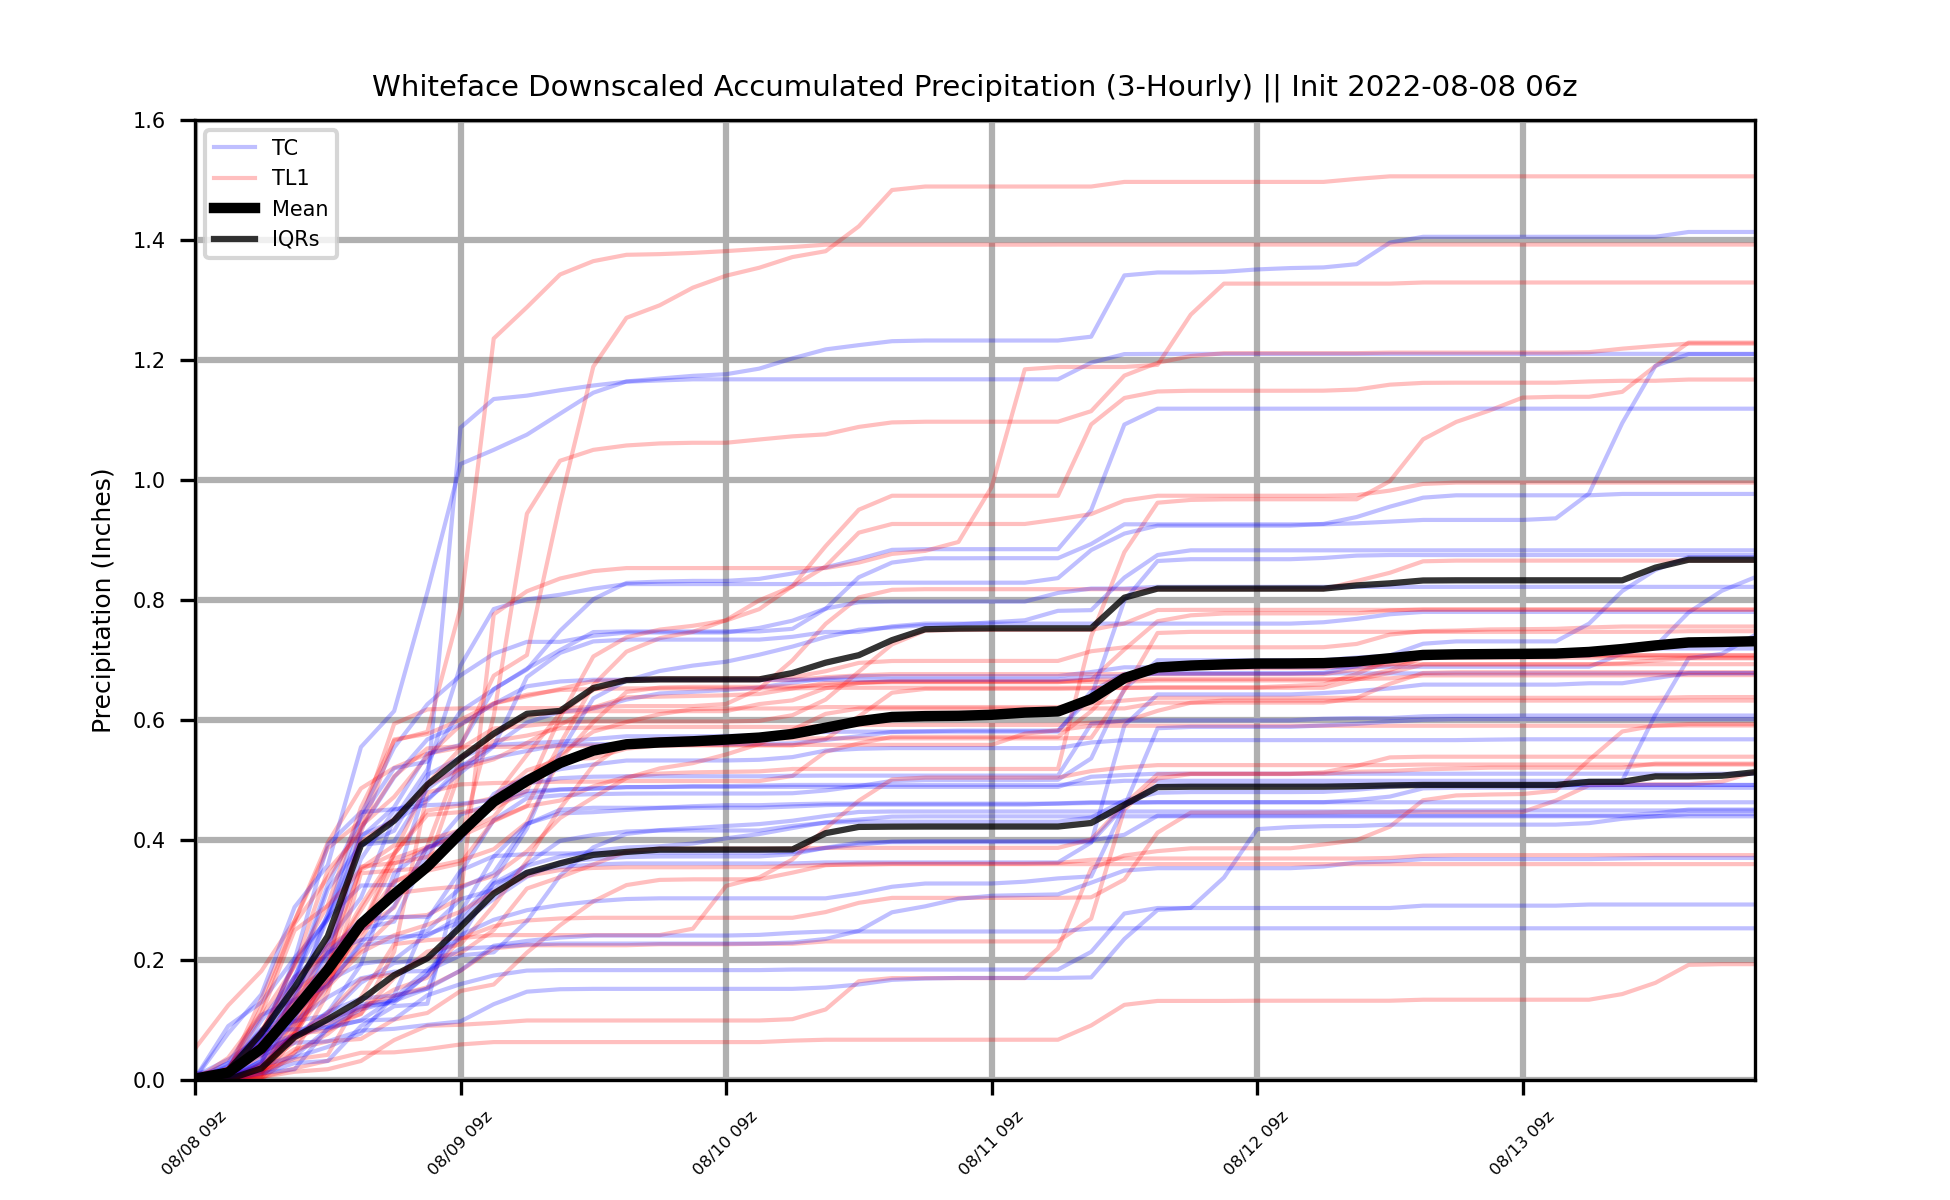 Whiteface Downscaled Accumulated Precipitation (3-Hourly) || Init 2022-08-08 06z
Precipitation (Inches)
1.6
1.4
1.2
1.0
0.8
0.6
0.4
0.2
0.0
TC
TL1
Mean
IQRs
08/08 09z
08/09 09z
08/10 09z
08/11 09z
08/12 09z
08/13 09z